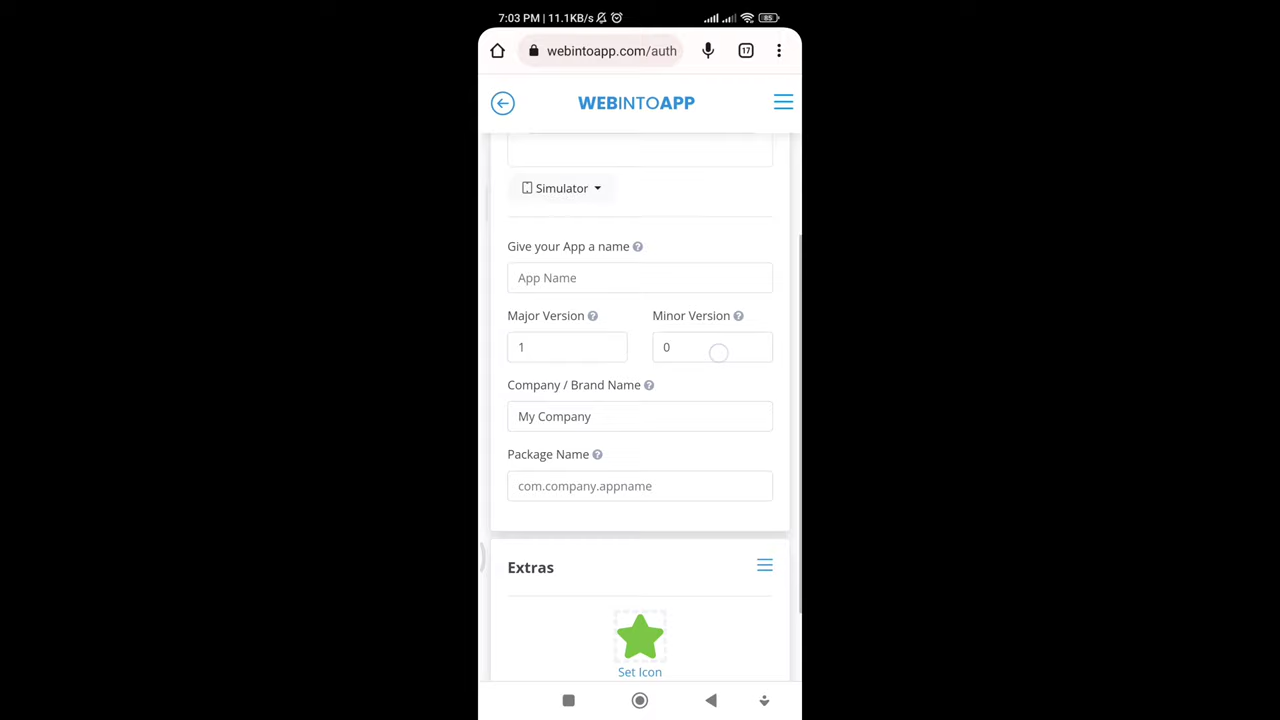 7:03 PM | 11.1KB/s
85
webintoapp.com/auth
17
WEBINTOAPP
Simulator
Give your App a name
App Name
Major Version
Minor Version
1
0
Company / Brand Name
My Company
Package Name
com.company.appname
Extras
Set Icon